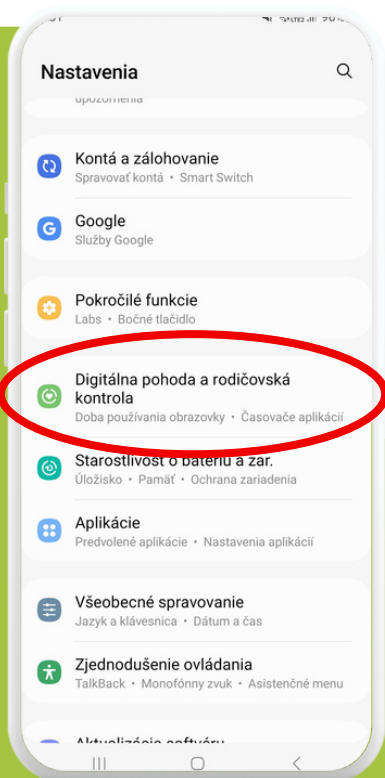 Nastavenia
upozornenia
Kontá a zálohovanie
Spravovať kontá • Smart Switch
Google
Služby Google
Pokročilé funkcie
Labs • Bočné tlačidlo
Digitálna pohoda a rodičovská
kontrola
Doba používania obrazovky • Časovače aplikácií
Starostlivosť o batériu a zar.
Úložisko • Pamäť • Ochrana zariadenia
Aplikácie
Predvolené aplikácie • Nastavenia aplikácií
Všeobecné spravovanie
Jazyk a klávesnica • Dátum a čas
Zjednodušenie ovládania
TalkBack • Monofónny zvuk • Asistenčné menu
Aktualizácia softvéru